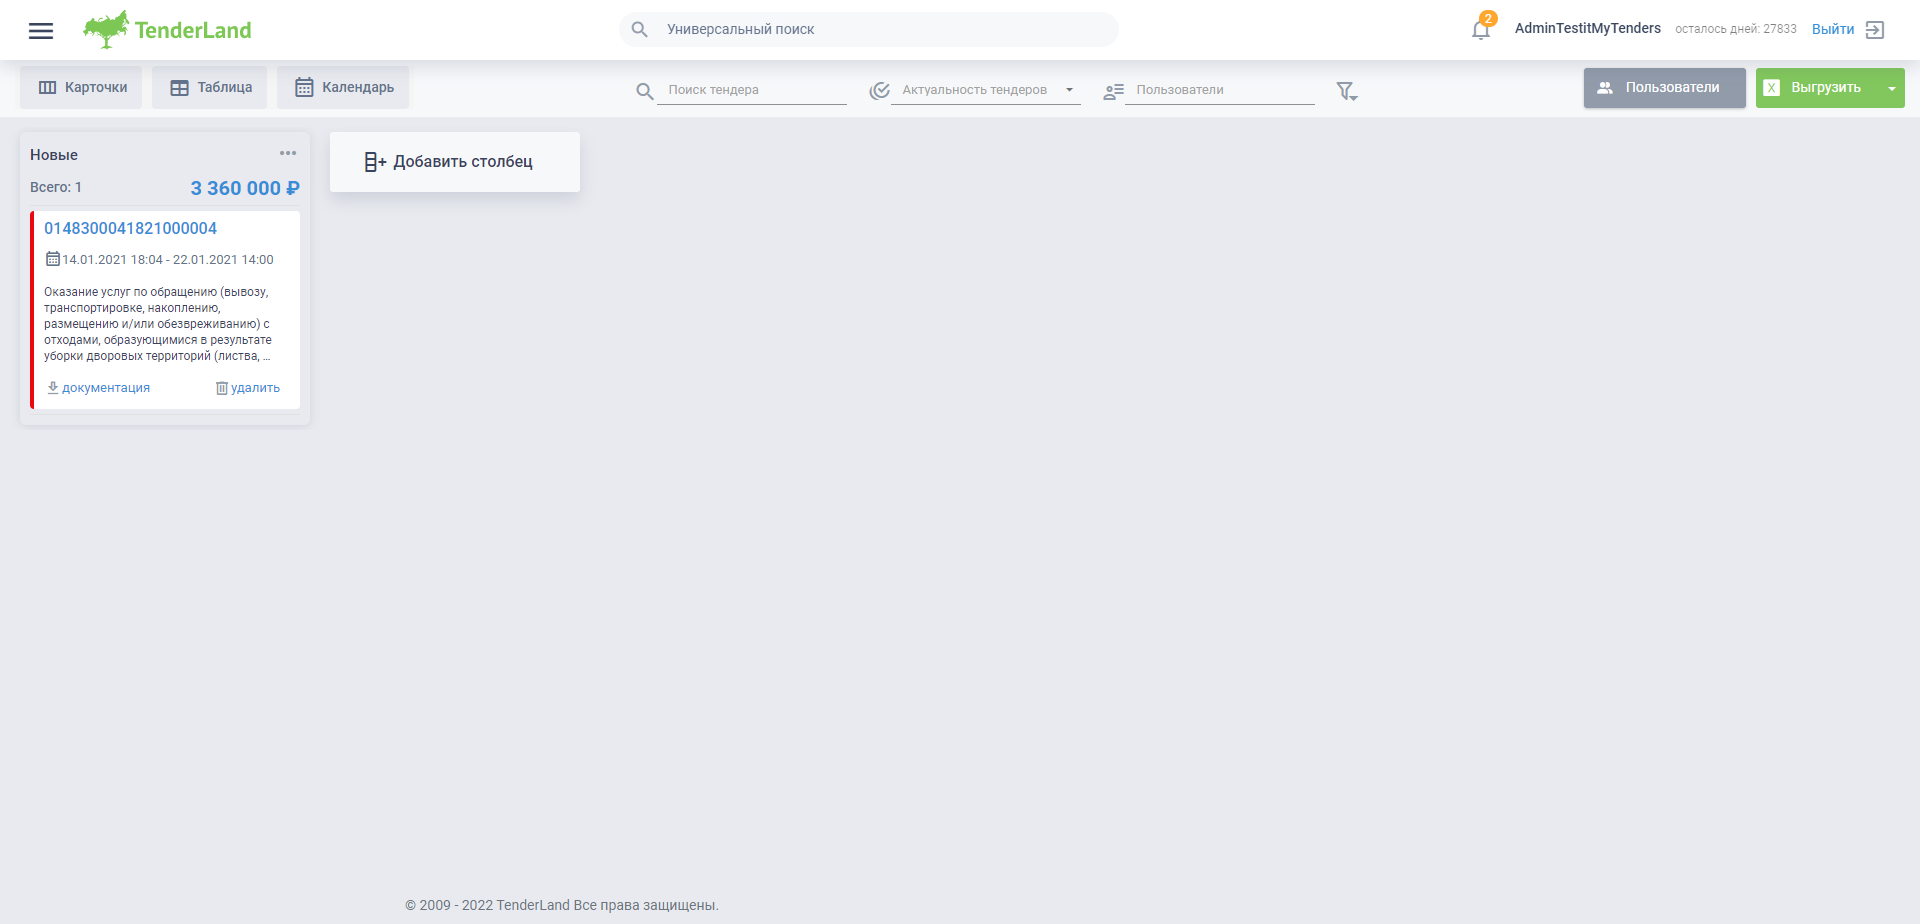 TenderLand
Универсальный поиск
2
AdminTestitMyTenders
осталось дней: 27833
Выйти
Карточки
Таблица
Календарь
Поиск тендера
Актуальность тендеров
Пользователи
Пользователи
X
Выгрузить
Новые
Всего: 1
3 360 000 ₽
0148300041821000004
14.01.2021 18:04 - 22.01.2021 14:00
Оказание услуг по обращению (вывозу,
транспортировке, накоплению,
размещению и/или обезвреживанию) с
отходами, образующимися в результате
уборки дворовых территорий (листва, ...
документация
удалить
Добавить столбец
© 2009 - 2022 TenderLand Все права защищены.